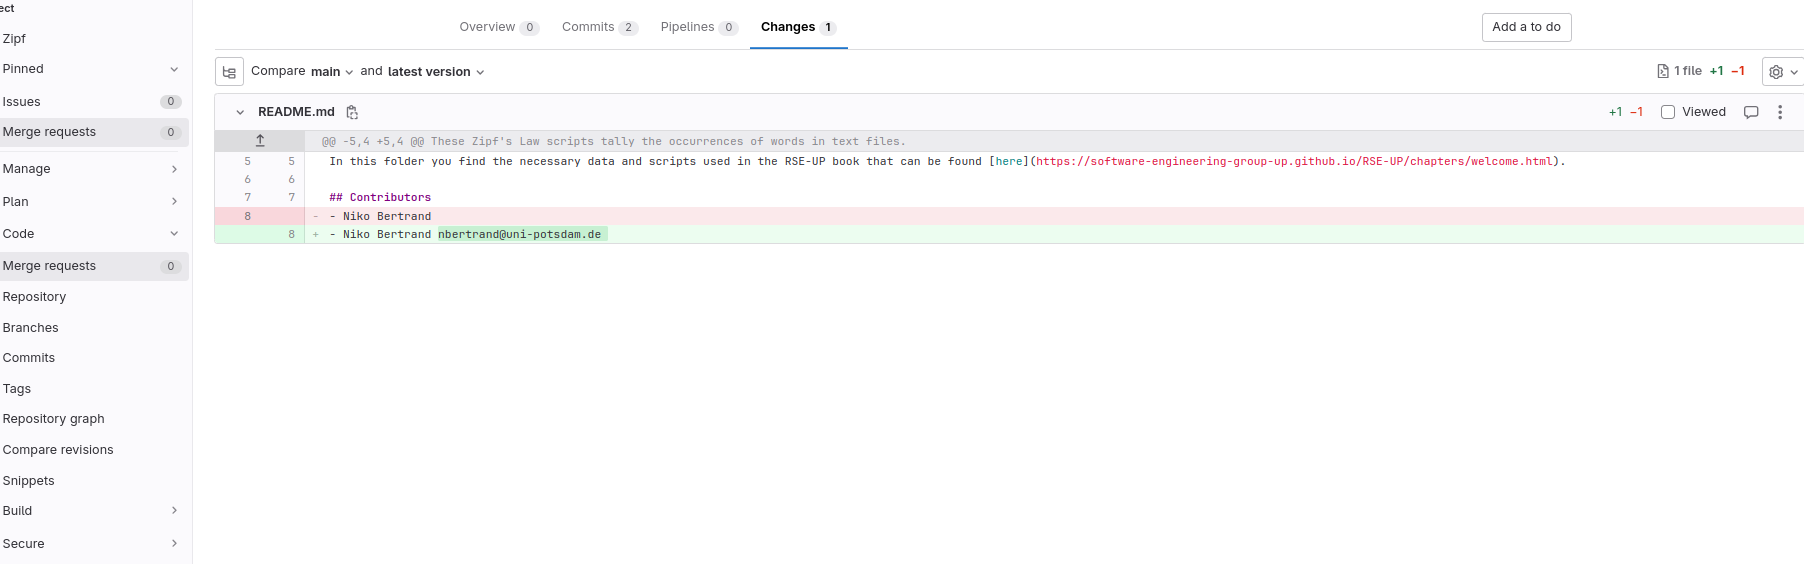 ect
Zipf
Pinned
Issues 0
Merge requests 0
Manage
Plan
Code
Merge requests 0
Repository
Branches
Commits
Tags
Repository graph
Compare revisions
Snippets
Build
Secure
Overview 0 Commits 2 Pipelines 0 Changes 1 Add a to do
Compare main and latest version 1 file +1 −1
README.md +1 −1 Viewed
@@ -5,4 +5,4 @@ These Zipf's Law scripts tally the occurrences of words in text files.
5 5 In this folder you find the necessary data and scripts used in the RSE-UP book that can be found [here](https://software-engineering-group-up.github.io/RSE-UP/chapters/welcome.html).
6 6
7 7 ## Contributors
8 - - Niko Bertrand
8 + - Niko Bertrand nbertrand@uni-potsdam.de